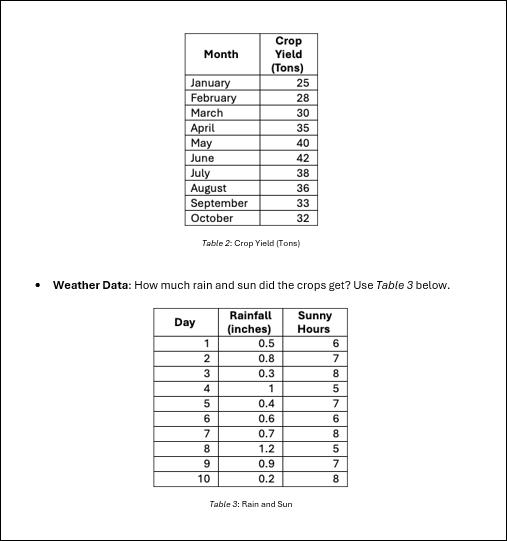 Month Crop Yield (Tons)
January 25
February 28
March 30
April 35
May 40
June 42
July 38
August 36
September 33
October 32
Table 2: Crop Yield (Tons)
• Weather Data: How much rain and sun did the crops get? Use Table 3 below.
Day Rainfall (inches) Sunny Hours
1 0.5 6
2 0.8 7
3 0.3 8
4 1 5
5 0.4 7
6 0.6 6
7 0.7 8
8 1.2 5
9 0.9 7
10 0.2 8
Table 3: Rain and Sun